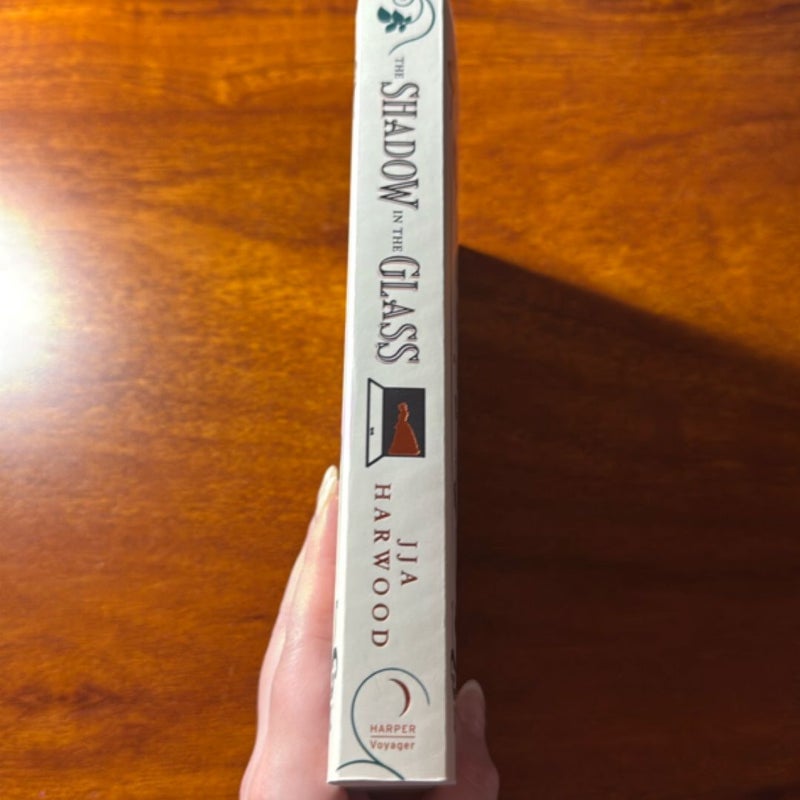 THE SHADOW IN THE GLASS
JJA
HARWOOD
HARPER
Voyager